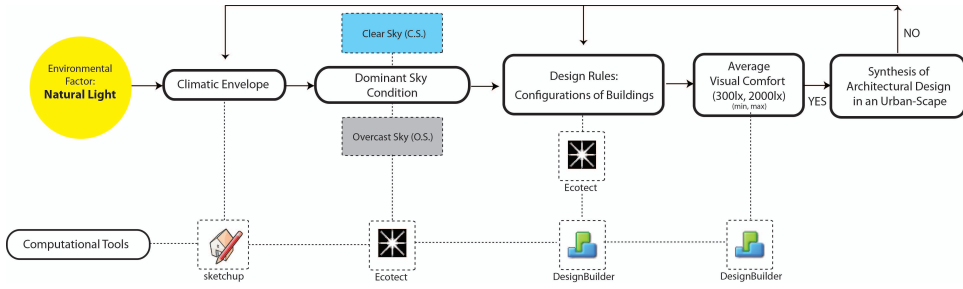 Clear Sky (C.S.)
NO
Environmental
Factor:
Natural Light
Climatic Envelope
Dominant Sky
Condition
Design Rules:
Configurations of Buildings
Average
Visual Comfort
(300lx, 2000lx)
(min, max)
YES
Synthesis of
Architectural Design
in an Urban-Scape
Overcast Sky (O.S.)
Ecotect
Computational Tools
sketchup
Ecotect
DesignBuilder
DesignBuilder